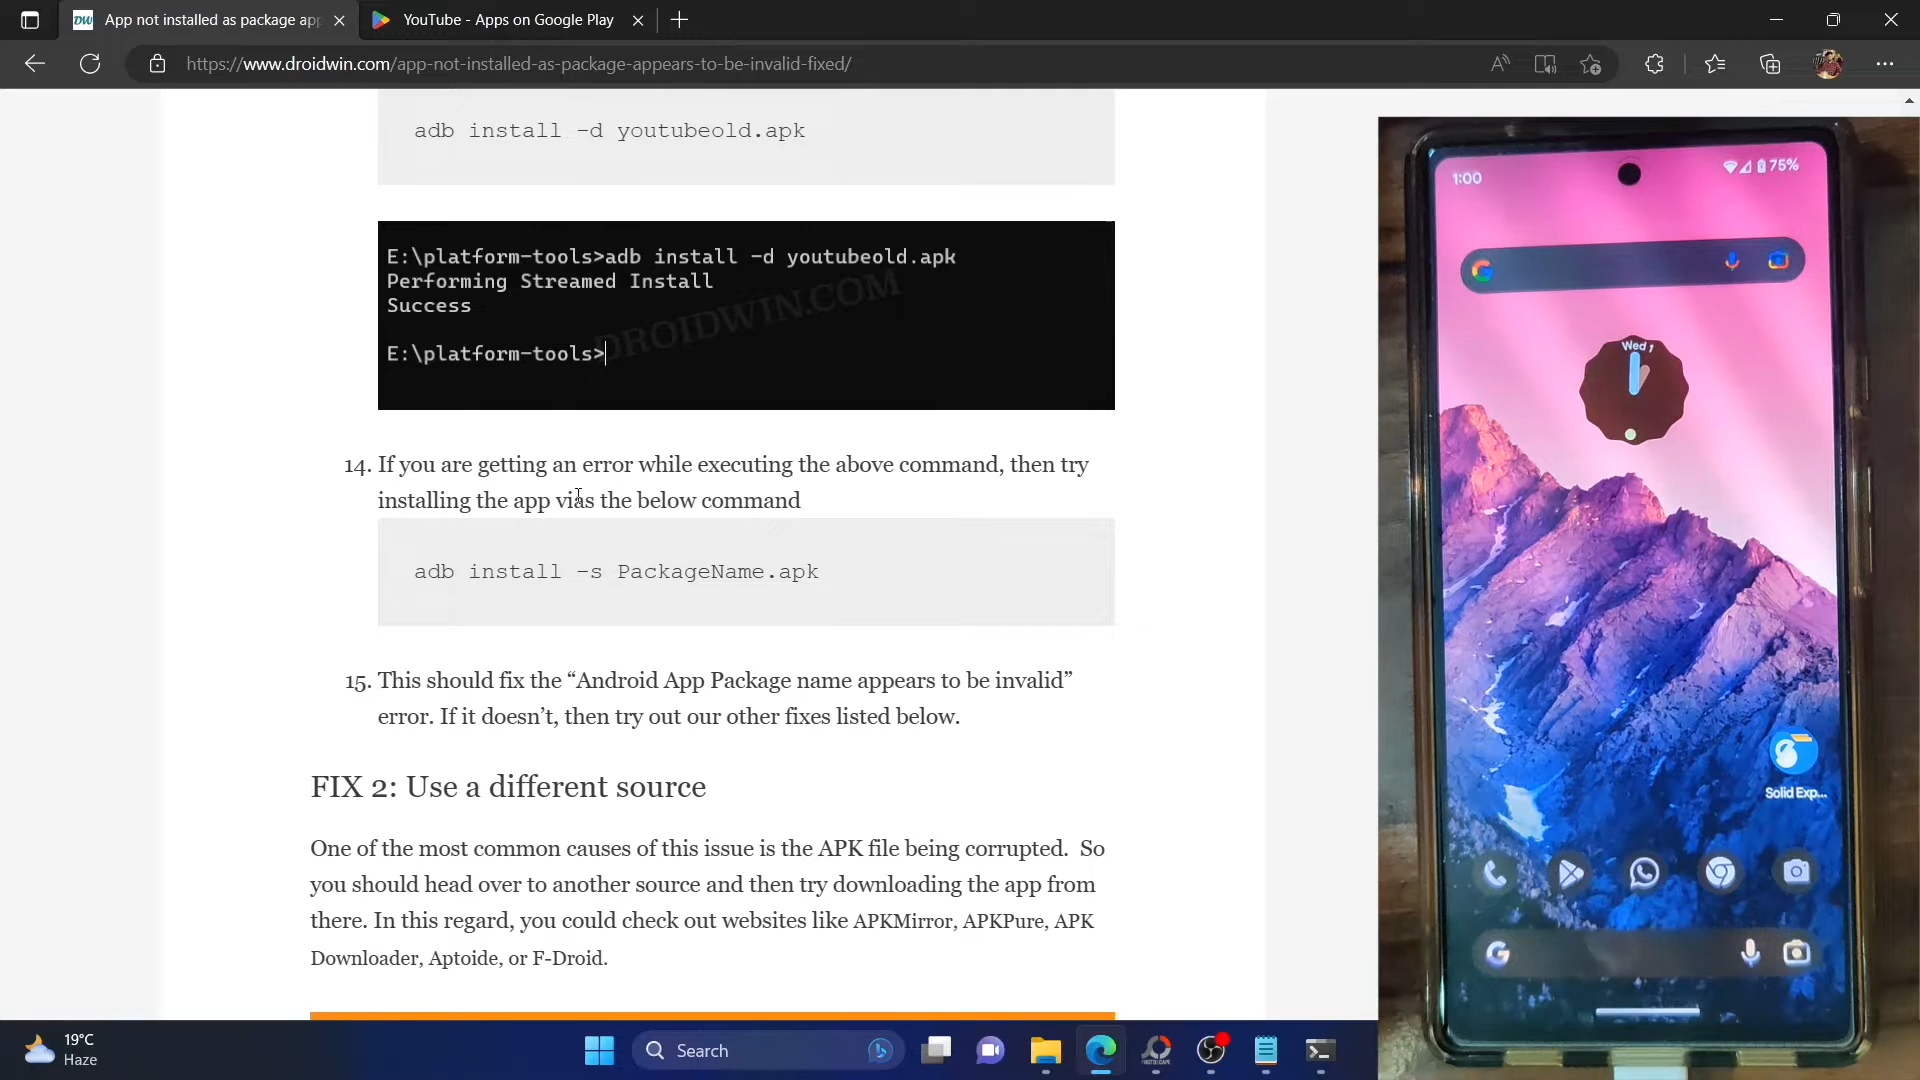 App not installed as package app
YouTube - Apps on Google Play
https://www.droidwin.com/app-not-installed-as-package-appears-to-be-invalid-fixed/
adb install -d youtubeold.apk
E:\platform-tools>adb install -d youtubeold.apk
Performing Streamed Install
Success
E:\platform-tools>
DROIDWIN.COM
14. If you are getting an error while executing the above command, then try
installing the app vias the below command
adb install -s PackageName.apk
15. This should fix the “Android App Package name appears to be invalid”
error. If it doesn’t, then try out our other fixes listed below.
FIX 2: Use a different source
One of the most common causes of this issue is the APK file being corrupted. So
you should head over to another source and then try downloading the app from
there. In this regard, you could check out websites like APKMirror, APKPure, APK
Downloader, Aptoide, or F-Droid.
1:00
75%
Wed 1
Solid Exp...
19°C
Haze
Search